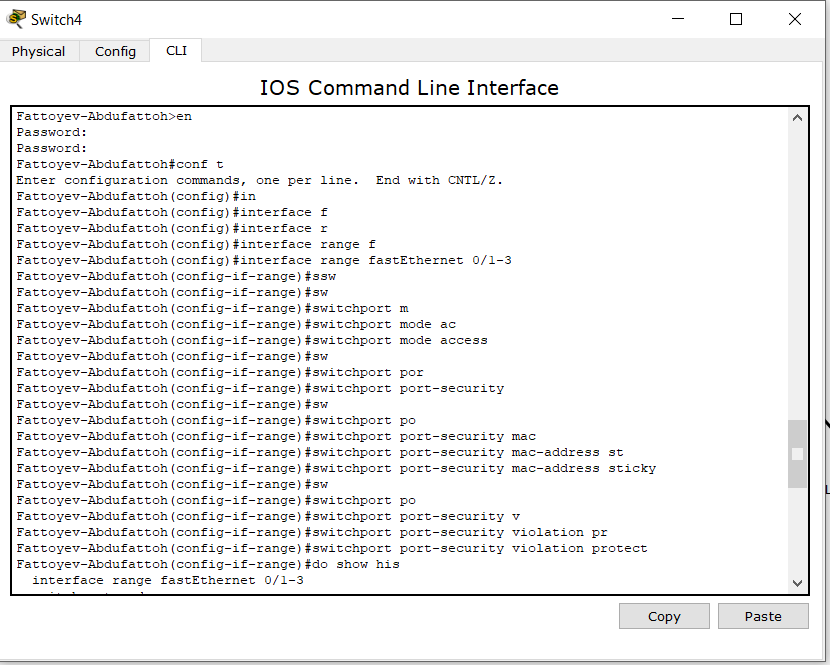 Switch4
Physical Config CLI
IOS Command Line Interface
Fattoyev-Abdufattoh>en
Password:
Password:
Fattoyev-Abdufattoh#conf t
Enter configuration commands, one per line.  End with CNTL/Z.
Fattoyev-Abdufattoh(config)#in
Fattoyev-Abdufattoh(config)#interface f
Fattoyev-Abdufattoh(config)#interface r
Fattoyev-Abdufattoh(config)#interface range f
Fattoyev-Abdufattoh(config)#interface range fastEthernet 0/1-3
Fattoyev-Abdufattoh(config-if-range)#ssw
Fattoyev-Abdufattoh(config-if-range)#sw
Fattoyev-Abdufattoh(config-if-range)#switchport m
Fattoyev-Abdufattoh(config-if-range)#switchport mode ac
Fattoyev-Abdufattoh(config-if-range)#switchport mode access
Fattoyev-Abdufattoh(config-if-range)#sw
Fattoyev-Abdufattoh(config-if-range)#switchport por
Fattoyev-Abdufattoh(config-if-range)#switchport port-security
Fattoyev-Abdufattoh(config-if-range)#sw
Fattoyev-Abdufattoh(config-if-range)#switchport po
Fattoyev-Abdufattoh(config-if-range)#switchport port-security mac
Fattoyev-Abdufattoh(config-if-range)#switchport port-security mac-address st
Fattoyev-Abdufattoh(config-if-range)#switchport port-security mac-address sticky
Fattoyev-Abdufattoh(config-if-range)#sw
Fattoyev-Abdufattoh(config-if-range)#switchport po
Fattoyev-Abdufattoh(config-if-range)#switchport port-security v
Fattoyev-Abdufattoh(config-if-range)#switchport port-security violation pr
Fattoyev-Abdufattoh(config-if-range)#switchport port-security violation protect
Fattoyev-Abdufattoh(config-if-range)#do show his
  interface range fastEthernet 0/1-3
Copy Paste